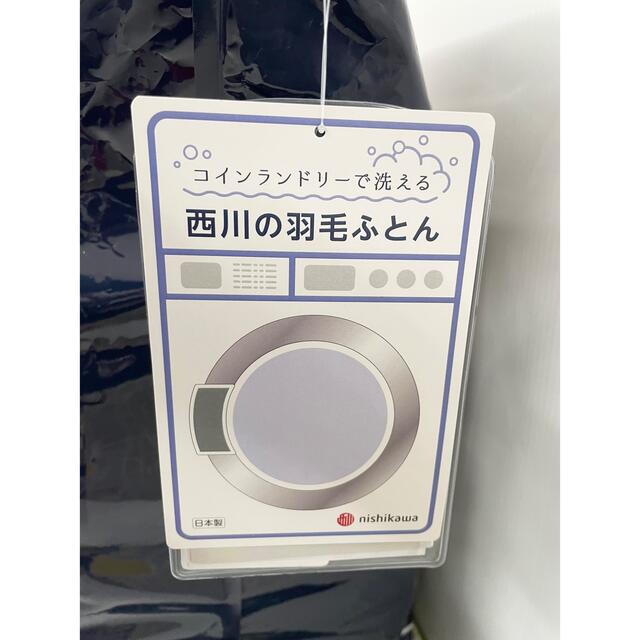 コインランドリーで洗える
西川の羽毛ふとん
日本製
nishikawa